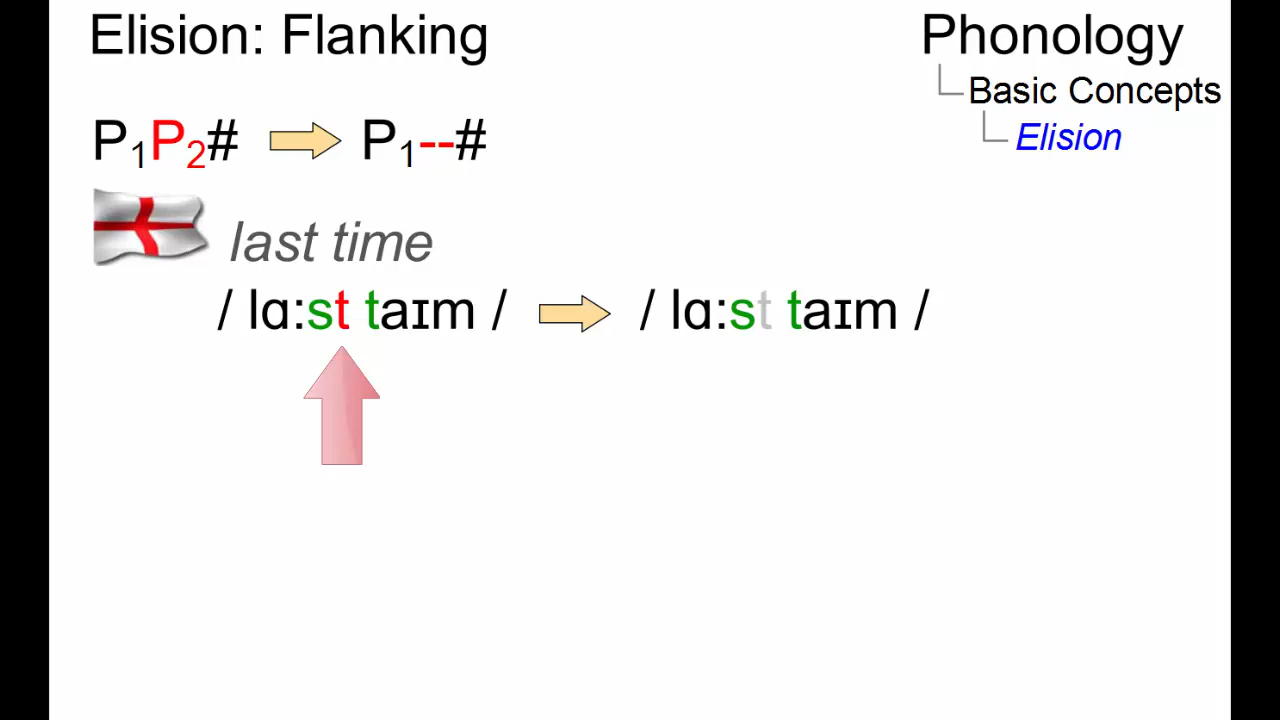 Elision: Flanking
Phonology
Basic Concepts
Elision
P₁P₂# P₁--#
last time
/ lɑ:st taɪm / / lɑ:st taɪm /